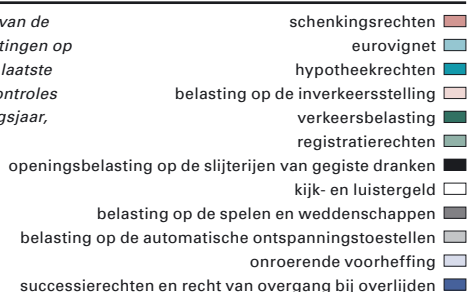 van de
tingen op
laatste
ontroles
gsjaar,
schenkingsrechten
eurovignet
hypotheekrechten
belasting op de inverkeersstelling
verkeersbelasting
registratierechten
openingsbelasting op de slijterijen van gegiste dranken
kijk- en luistergeld
belasting op de spelen en weddenschappen
belasting op de automatische ontspanningstoestellen
onroerende voorheffing
successierechten en recht van overgang bij overlijden